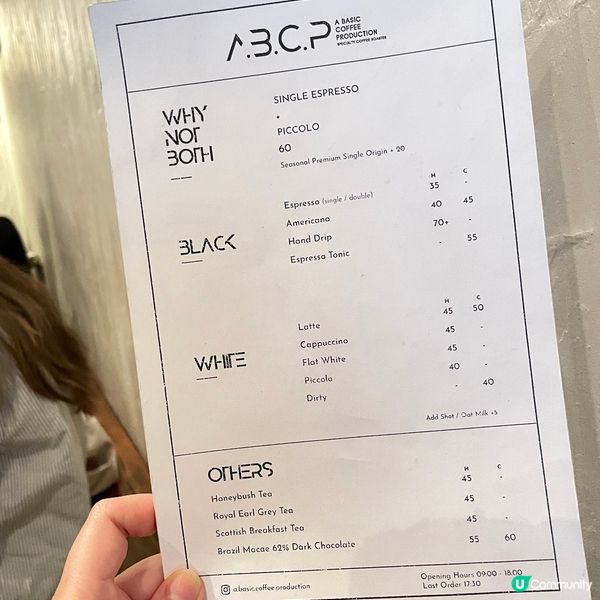 A.B.C.P
A BASIC
COFFEE
PRODUCTION
SPECIALTY COFFEE ROASTER
WHY
NOT
BOTH
SINGLE ESPRESSO
+
PICCOLO
60
Seasonal Premium Single Origin + 20
BLACK
H C
Espresso (single / double) 35 -
Americano 40 45
Hand Drip 70+ -
Espresso Tonic - 55
WHITE
H C
Latte 45 50
Cappuccino 45 -
Flat White 45 -
Piccolo 40 -
Dirty - 40
Add Shot / Oat Milk +5
OTHERS
H C
Honeybush Tea 45 -
Royal Earl Grey Tea 45 -
Scottish Breakfast Tea 45 -
Brazil Macae 62% Dark Chocolate 55 60
a.basic.coffee.production
Opening Hours 09:00 - 18:00
Last Order 17:30
U Community